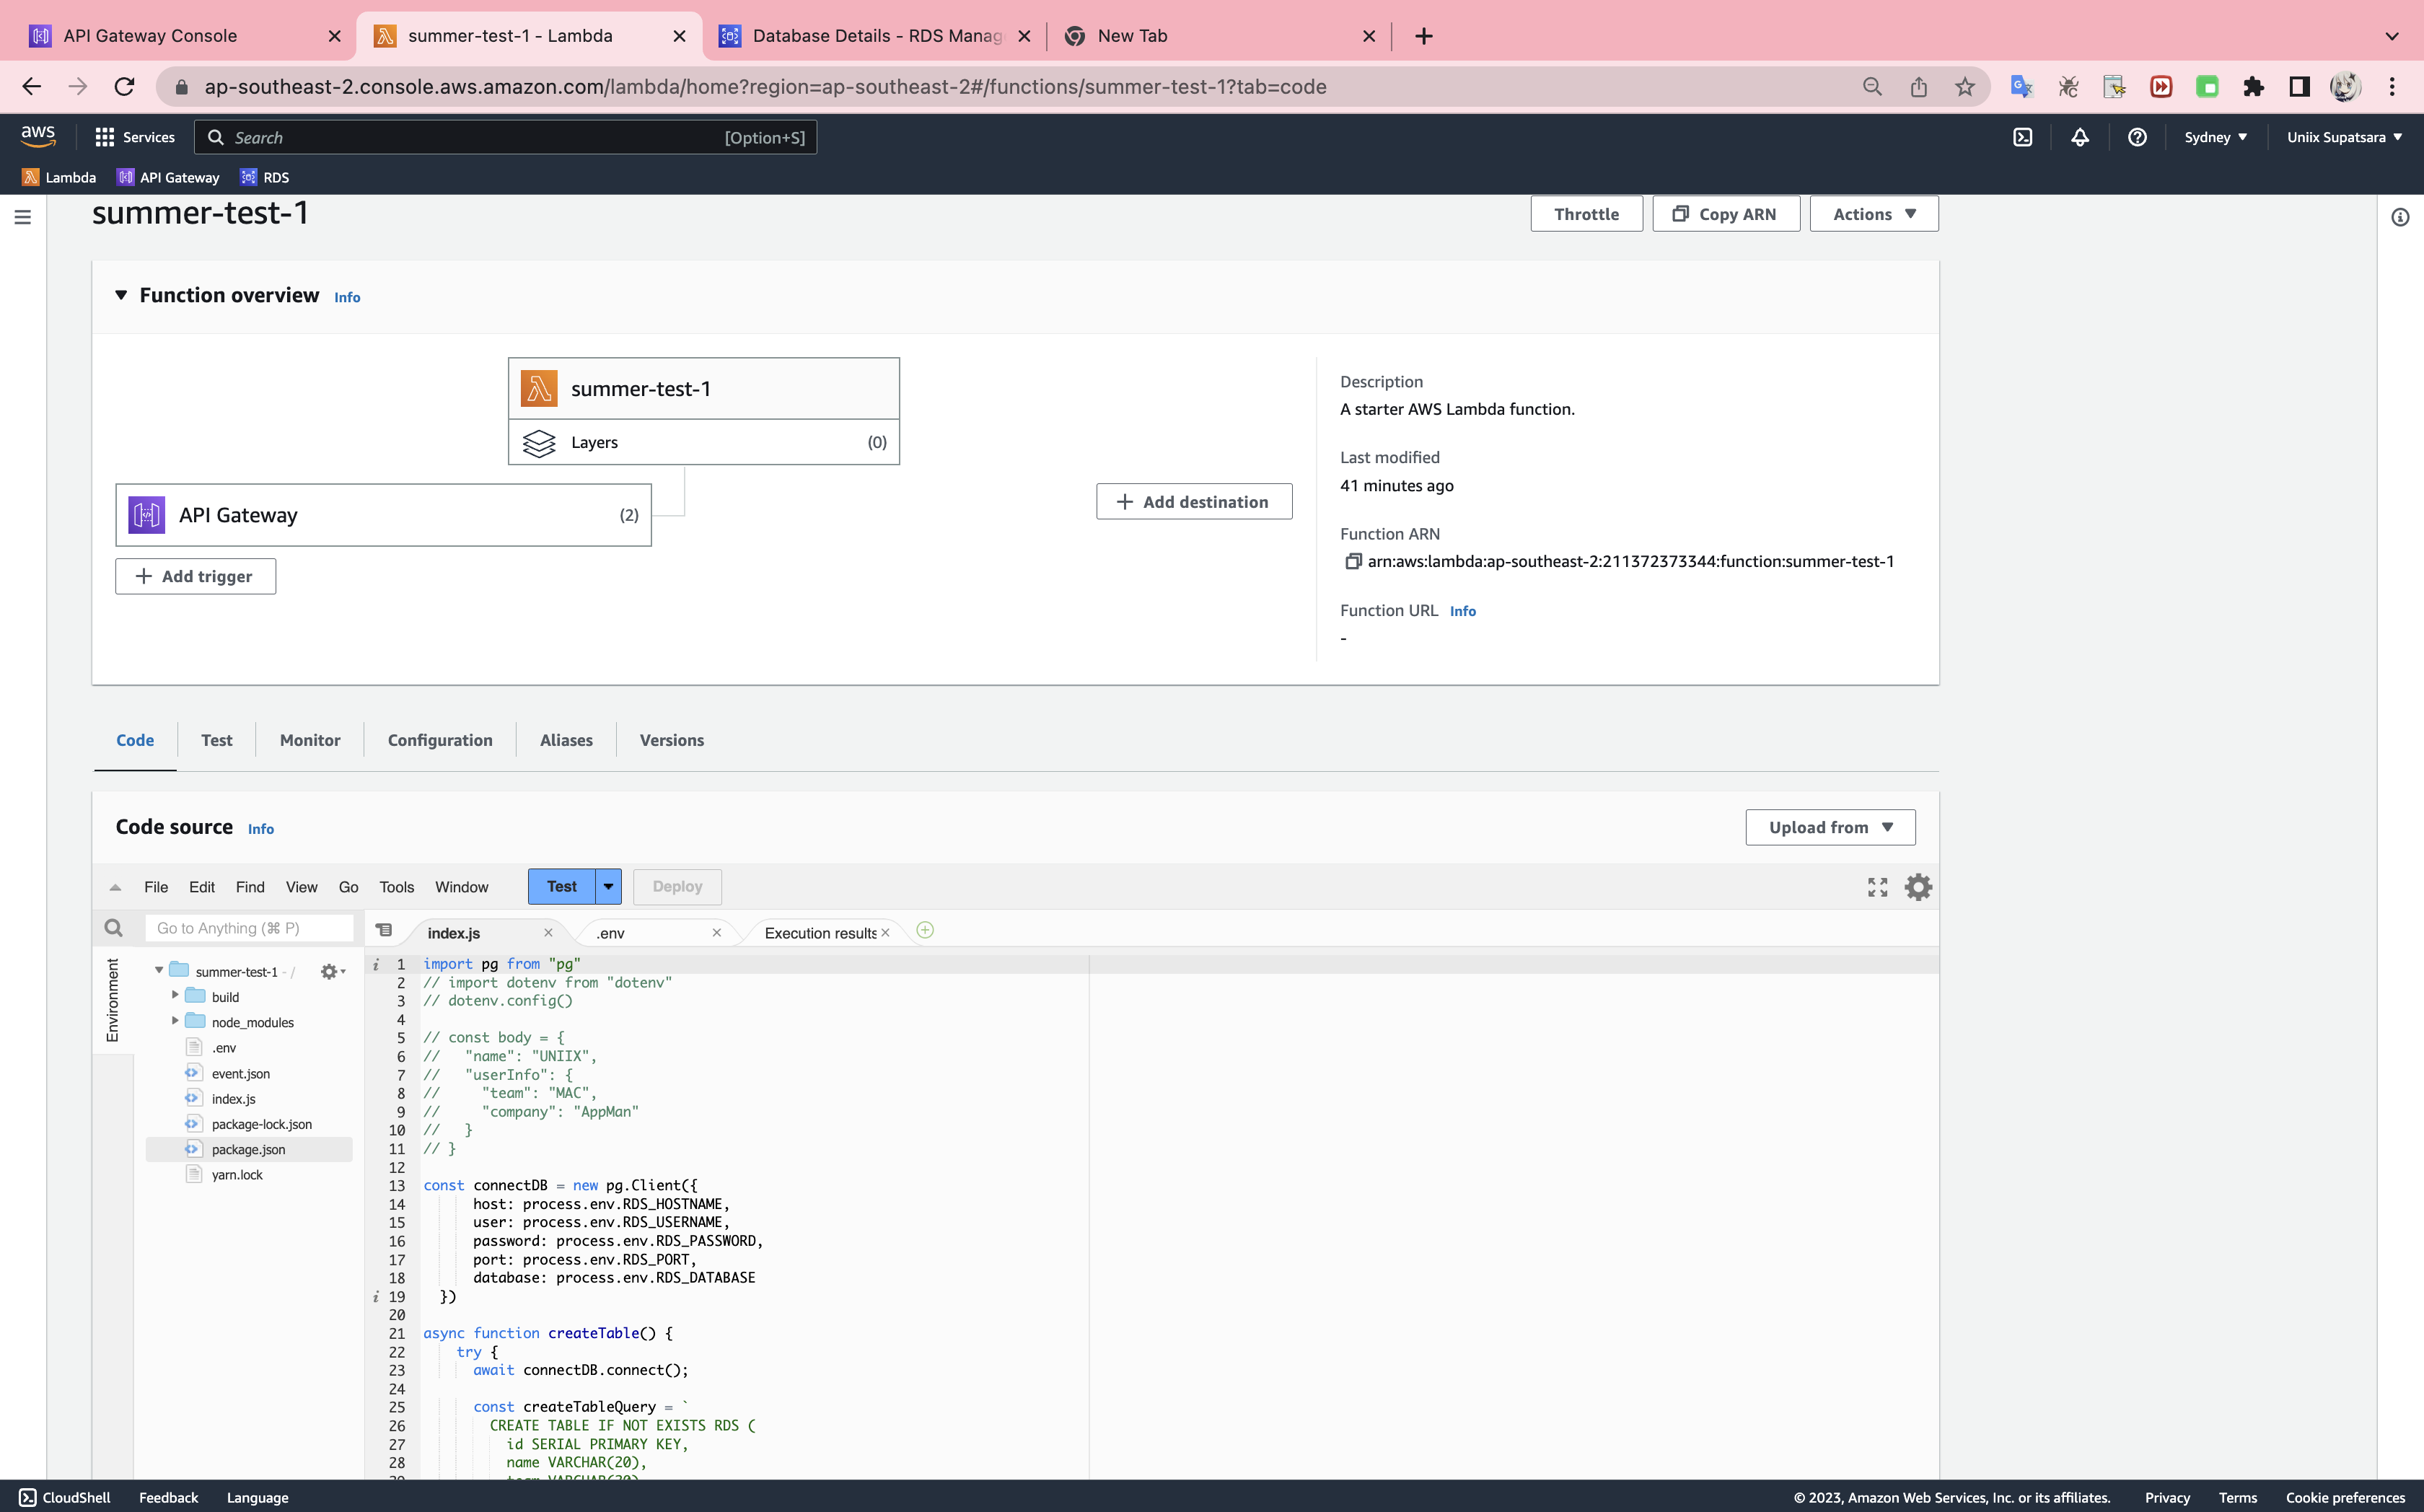 API Gateway Console
summer-test-1 - Lambda
Database Details - RDS Manag
New Tab
ap-southeast-2.console.aws.amazon.com/lambda/home?region=ap-southeast-2#/functions/summer-test-1?tab=code
aws
Services
Search
[Option+S]
Sydney
Uniix Supatsara
Lambda
API Gateway
RDS
summer-test-1
Throttle
Copy ARN
Actions
Function overview Info
summer-test-1
Layers
(0)
API Gateway
(2)
Add trigger
Add destination
Description
A starter AWS Lambda function.
Last modified
41 minutes ago
Function ARN
arn:aws:lambda:ap-southeast-2:211372373344:function:summer-test-1
Function URL Info
-
Code
Test
Monitor
Configuration
Aliases
Versions
Code source Info
Upload from
File Edit Find View Go Tools Window
Test
Deploy
Go to Anything (⌘ P)
index.js
.env
Execution results
Environment
summer-test-1 - /
build
node_modules
.env
event.json
index.js
package-lock.json
package.json
yarn.lock
1 import pg from "pg"
2 // import dotenv from "dotenv"
3 // dotenv.config()
4
5 // const body = {
6 //   "name": "UNIIX",
7 //   "userInfo": {
8 //     "team": "MAC",
9 //     "company": "AppMan"
10 //   }
11 // }
12
13 const connectDB = new pg.Client({
14 host: process.env.RDS_HOSTNAME,
15 user: process.env.RDS_USERNAME,
16 password: process.env.RDS_PASSWORD,
17 port: process.env.RDS_PORT,
18 database: process.env.RDS_DATABASE
19 })
20
21 async function createTable() {
22 try {
23 await connectDB.connect();
24
25 const createTableQuery = `
26 CREATE TABLE IF NOT EXISTS RDS (
27 id SERIAL PRIMARY KEY,
28 name VARCHAR(20),
CloudShell
Feedback
Language
© 2023, Amazon Web Services, Inc. or its affiliates.
Privacy
Terms
Cookie preferences